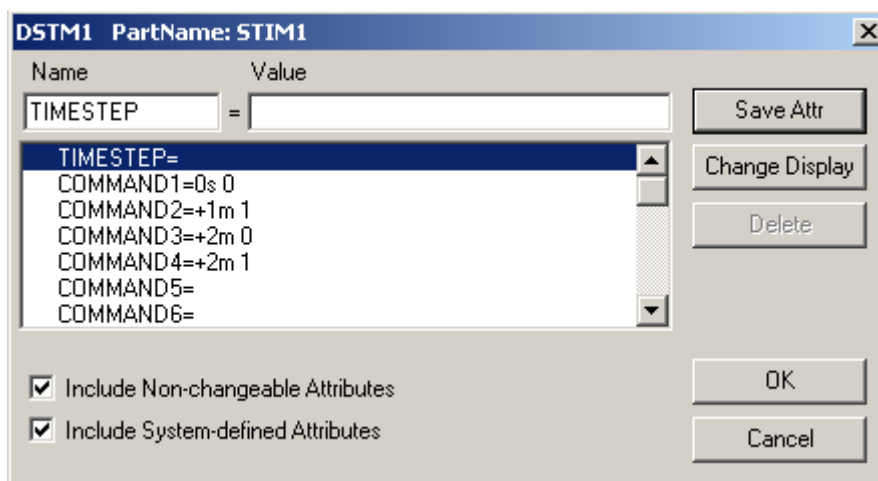 DSTM1 PartName: STIM1
Name Value
TIMESTEP =
Save Attr
TIMESTEP=
COMMAND1=0s 0
COMMAND2=+1m 1
COMMAND3=+2m 0
COMMAND4=+2m 1
COMMAND5=
COMMAND6=
Change Display
Delete
Include Non-changeable Attributes
Include System-defined Attributes
OK
Cancel